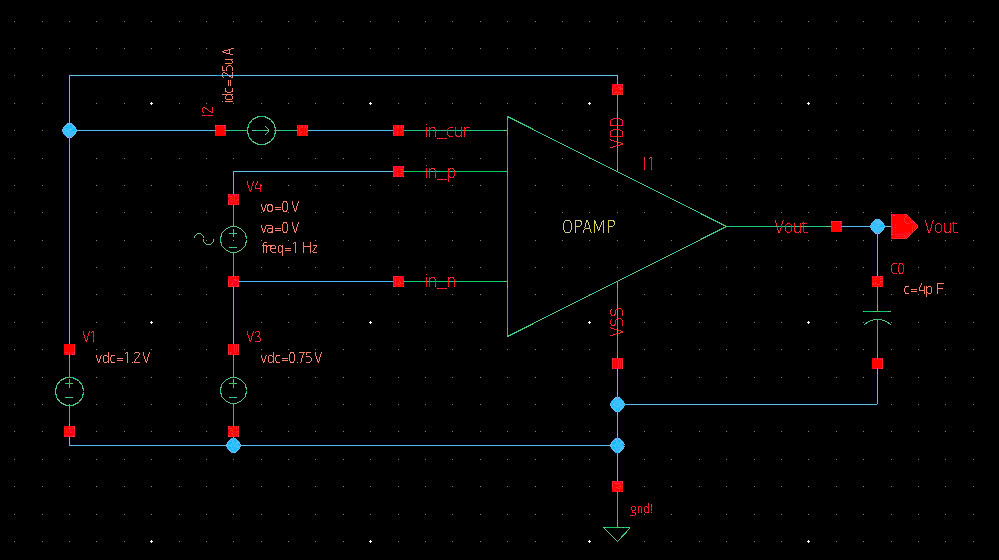 idc=25u A
I2
in_cur
VDD
in_p
I1
V4
vo=0 V
va=0 V
freq=1 Hz
OPAMP
Vout
Vout
in_n
C0
c=4p F
VSS
V1
vdc=1.2 V
V3
vdc=0.75 V
gnd!